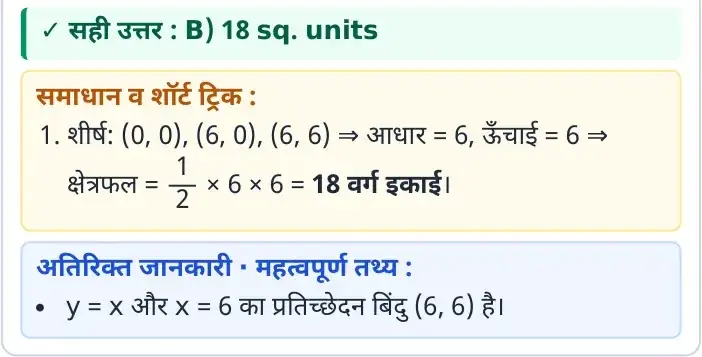 ✓ सही उत्तर : B) 18 sq. units
समाधान व शॉर्ट ट्रिक :
1. शीर्ष: (0, 0), (6, 0), (6, 6) ⇒ आधार = 6, ऊँचाई = 6 ⇒
क्षेत्रफल = 1/2 × 6 × 6 = 18 वर्ग इकाई।
अतिरिक्त जानकारी · महत्वपूर्ण तथ्य :
• y = x और x = 6 का प्रतिच्छेदन बिंदु (6, 6) है।